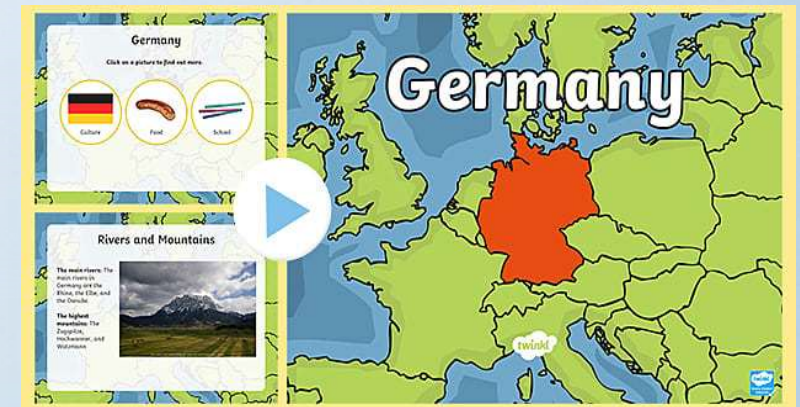 Germany
Click on a picture to find out more.
Culture
Food
School
Rivers and Mountains
The main rivers: The
main rivers in
Germany are the
Rhine, the Elbe, and
the Danube.
The highest
mountains: The
Zugspitze,
Hochwanner, and
Watzmann.
Germany
twinkl
twinkl